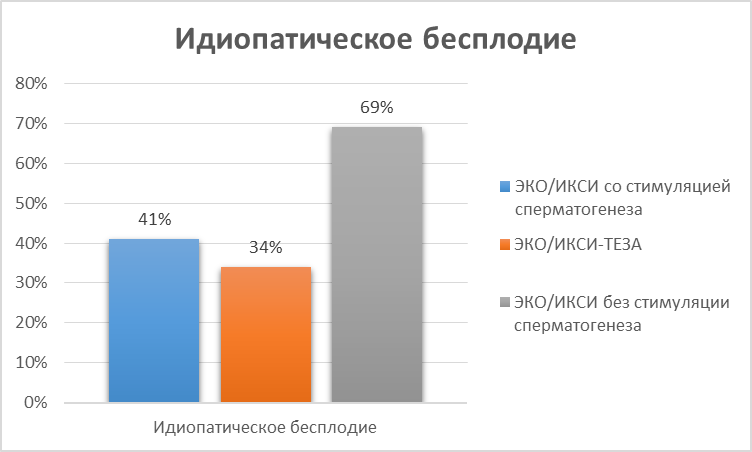 Идиопатическое бесплодие
80%
70%
60%
50%
40%
30%
20%
10%
0%
41%
34%
69%
Идиопатическое бесплодие
ЭКО/ИКСИ со стимуляцией
сперматогенеза
ЭКО/ИКСИ-ТЕЗА
ЭКО/ИКСИ без стимуляции
сперматогенеза